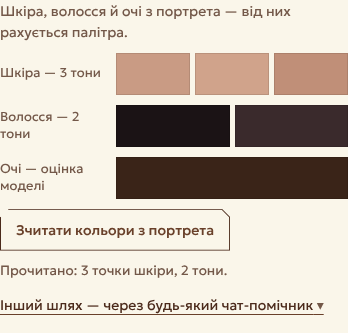 Шкіра, волосся й очі з портрета — від них
рахується палітра.
Шкіра — 3 тони
Волосся — 2
тони
Очі — оцінка
моделі
Зчитати кольори з портрета
Прочитано: 3 точки шкіри, 2 тони.
Інший шлях — через будь-який чат-помічник ▾